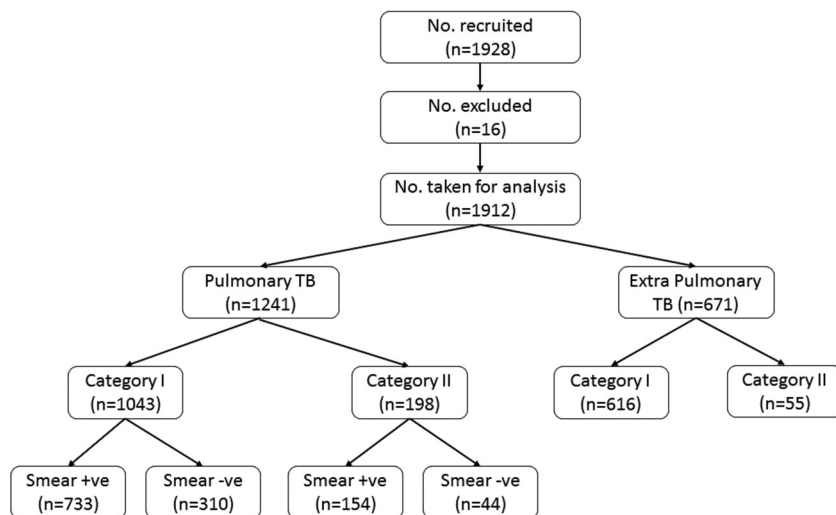 No. recruited
(n=1928)
No. excluded
(n=16)
No. taken for analysis
(n=1912)
Pulmonary TB
(n=1241)
Extra Pulmonary
TB (n=671)
Category I
(n=1043)
Category II
(n=198)
Category I
(n=616)
Category II
(n=55)
Smear +ve
(n=733)
Smear -ve
(n=310)
Smear +ve
(n=154)
Smear -ve
(n=44)